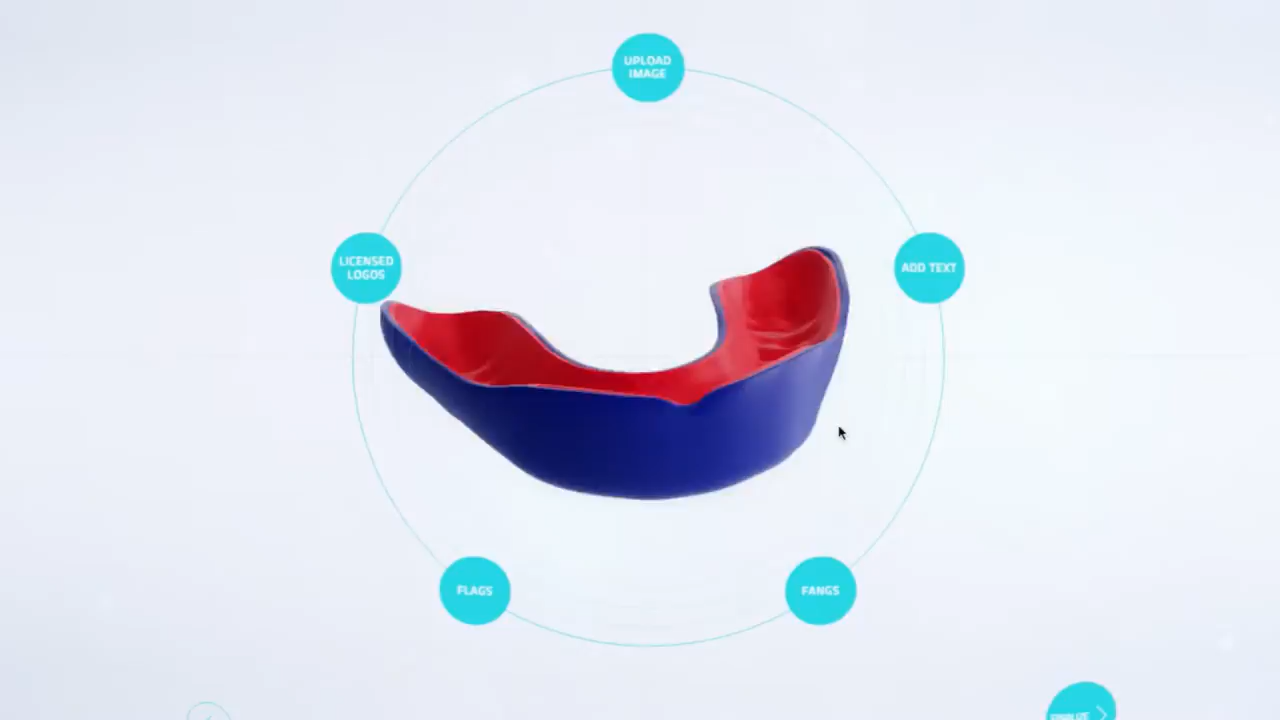 UPLOAD
IMAGE
LICENSED
LOGOS
ADD TEXT
FLAGS
FANGS